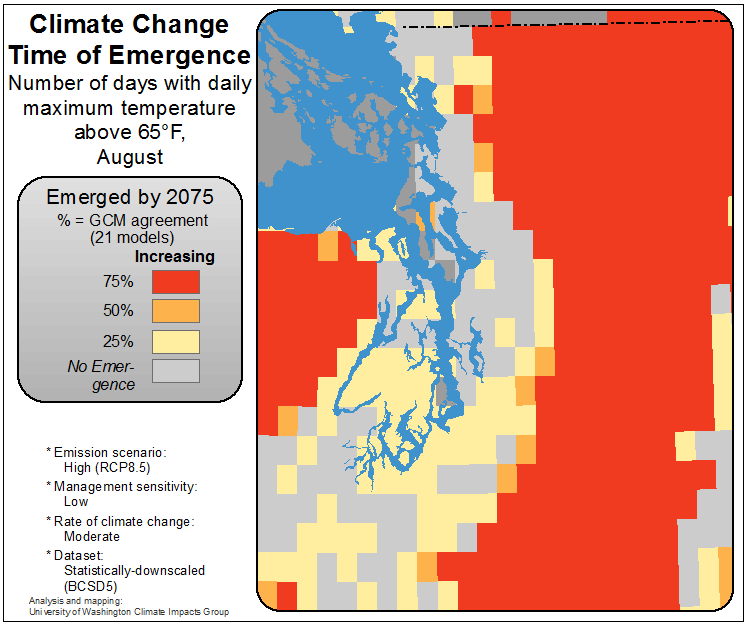 Climate Change
Time of Emergence
Number of days with daily
maximum temperature
above 65°F,
August
Emerged by 2075
% = GCM agreement
(21 models)
Increasing
75%
50%
25%
No Emer-
gence
* Emission scenario:
High (RCP8.5)
* Management sensitivity:
Low
* Rate of climate change:
Moderate
* Dataset:
Statistically-downscaled
(BCSD5)
Analysis and mapping:
University of Washington Climate Impacts Group